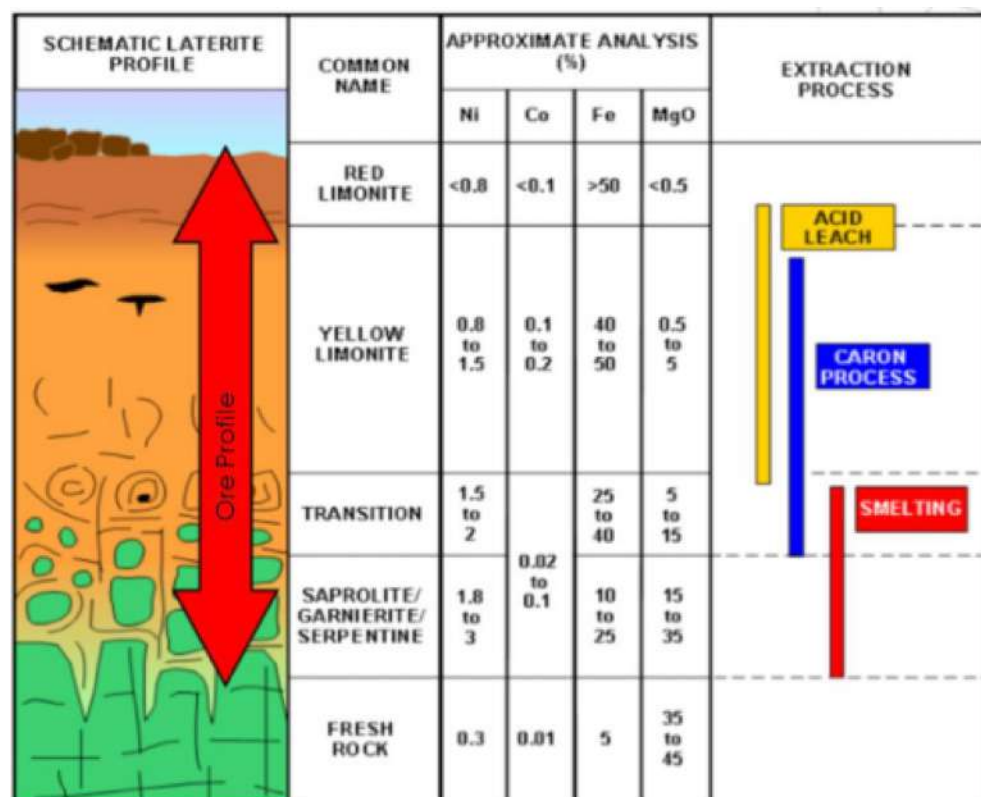 SCHEMATIC LATERITE
PROFILE
COMMON
NAME
APPROXIMATE ANALYSIS
(%)
EXTRACTION
PROCESS
Ni
Co
Fe
MgO
RED
LIMONITE
<0.8
<0.1
>50
<0.5
YELLOW
LIMONITE
0.8
to
1.5
0.1
to
0.2
40
to
50
0.5
to
5
TRANSITION
1.5
to
2
0.02
to
0.1
25
to
40
5
to
15
SAPROLITE/
GARNIERITE/
SERPENTINE
1.8
to
3
10
to
25
15
to
35
FRESH
ROCK
0.3
0.01
5
35
to
45
Ore Profile
ACID
LEACH
CARON
PROCESS
SMELTING